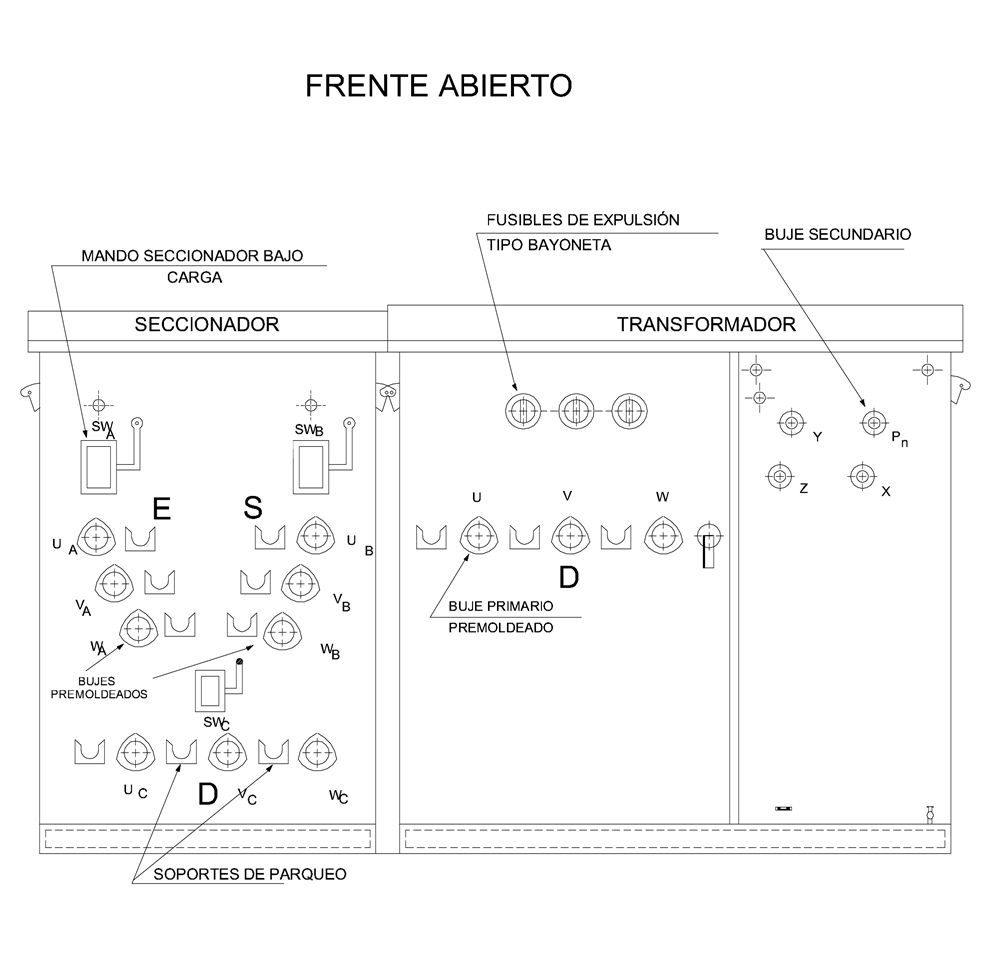 FRENTE ABIERTO
FUSIBLES DE EXPULSIÓN
TIPO BAYONETA
BUJE SECUNDARIO
MANDO SECCIONADOR BAJO
CARGA
SECCIONADOR
TRANSFORMADOR
SWA
SWB
Y
Pn
Z
X
E
S
U
V
W
UA
UB
D
VA
VB
BUJE PRIMARIO
PREMOLDEADO
WA
WB
BUJES
PREMOLDEADOS
SWC
UC
D
VC
WC
SOPORTES DE PARQUEO